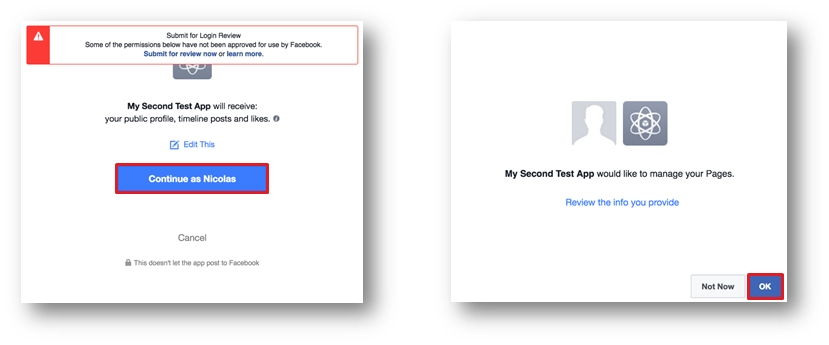 Submit for Login Review
Some of the permissions below have not been approved for use by Facebook.
Submit for review now or learn more.
My Second Test App will receive:
your public profile, timeline posts and likes.
Edit This
Continue as Nicolas
Cancel
This doesn't let the app post to Facebook
My Second Test App would like to manage your Pages.
Review the info you provide
Not Now
OK